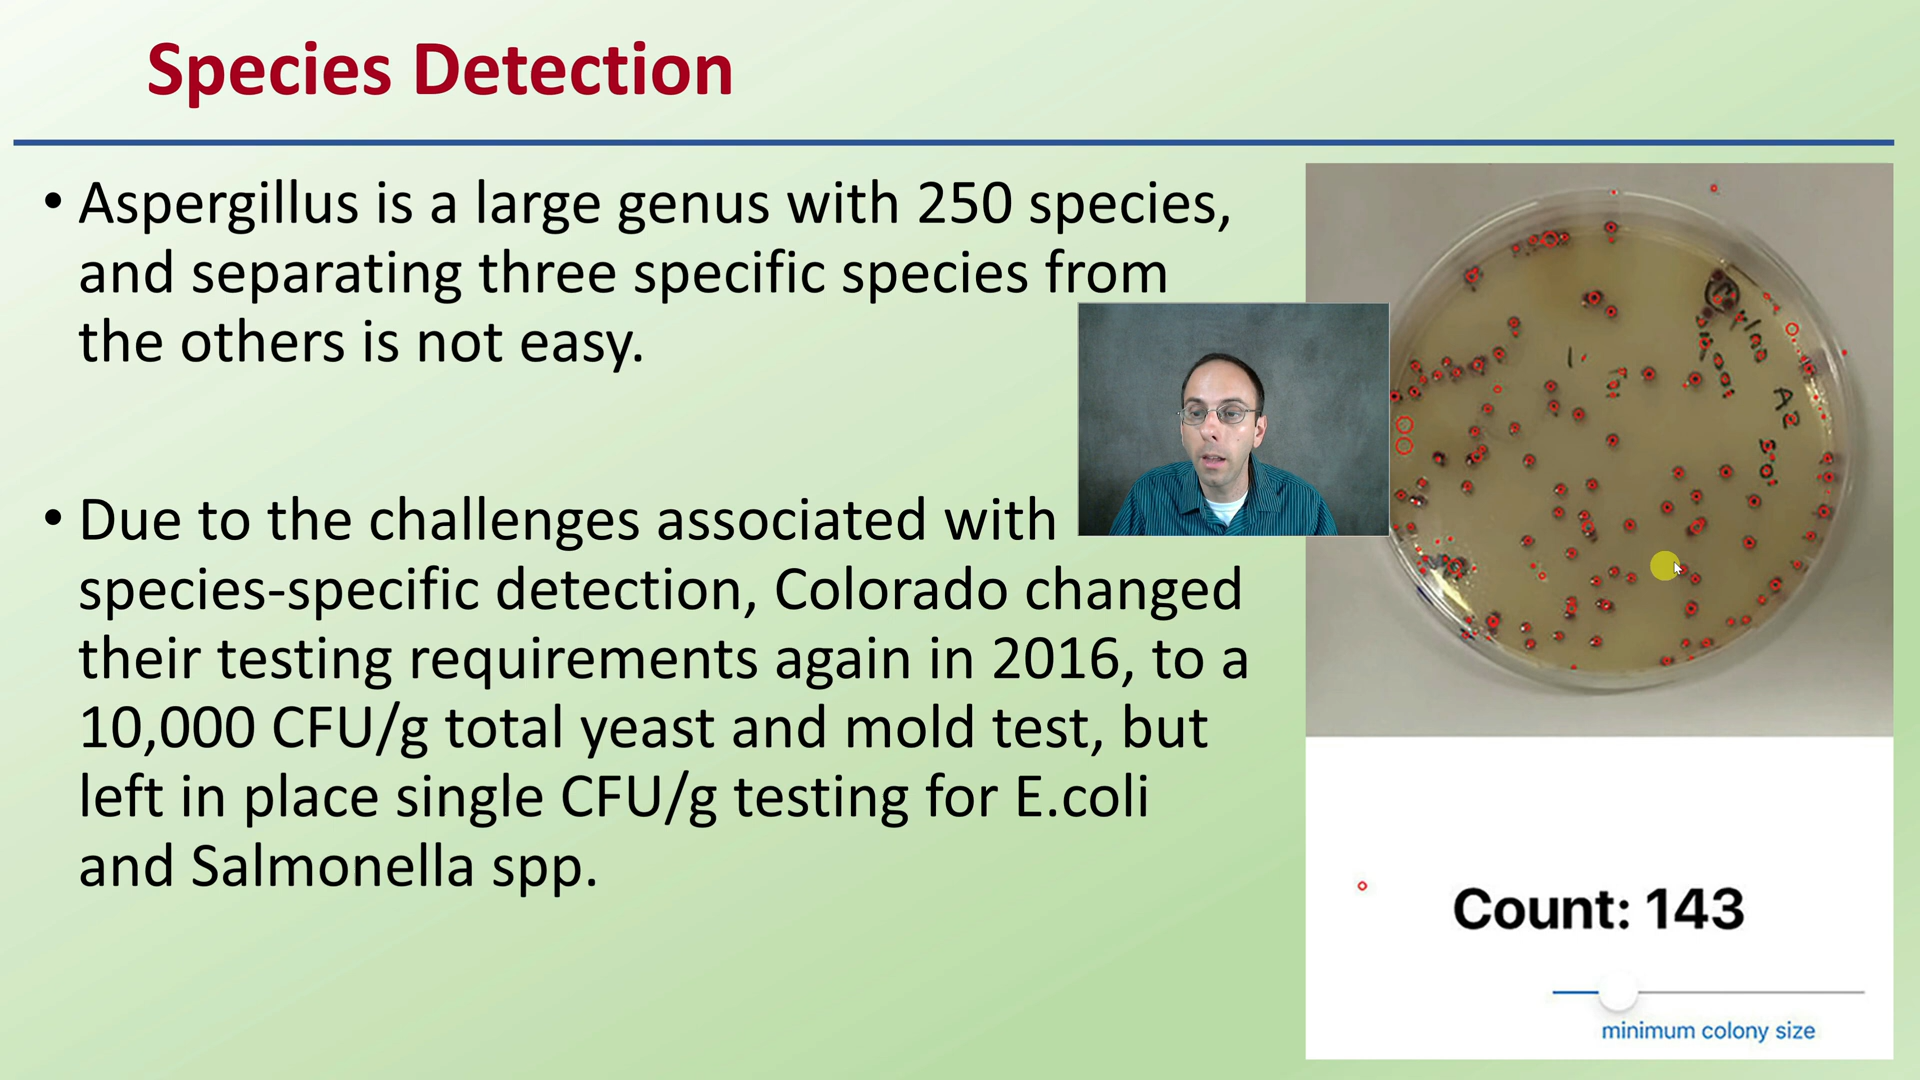 Species Detection
• Aspergillus is a large genus with 250 species,
and separating three specific species from
the others is not easy.
• Due to the challenges associated with
species-specific detection, Colorado changed
their testing requirements again in 2016, to a
10,000 CFU/g total yeast and mold test, but
left in place single CFU/g testing for E.coli
and Salmonella spp.
Count: 143
minimum colony size